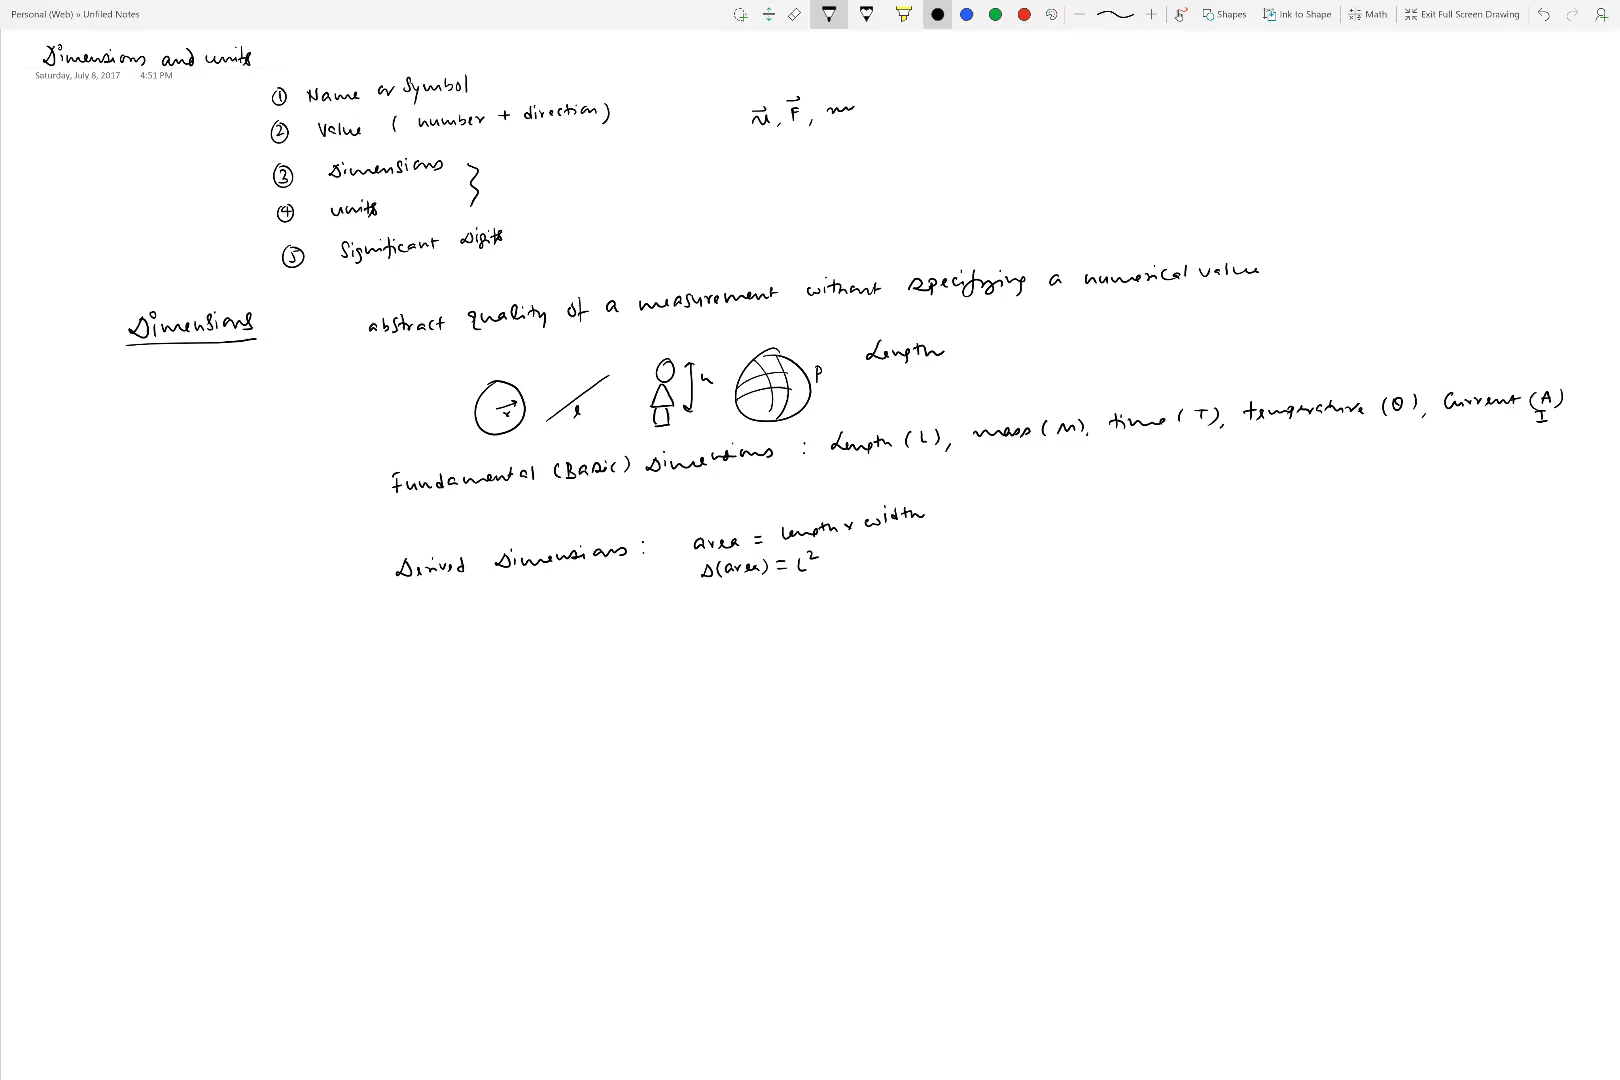 Personal (Web) » Unfiled Notes
Shapes Ink to Shape Math Exit Full Screen Drawing
Dimensions and units
Saturday, July 8, 2017 4:51 PM
① Name or Symbol
② Value (number + direction)
F, m
③ Dimensions
④ units
⑤ Significant Digits
Dimensions abstract quality of a measurement without specifying a numerical value
r l h P Length
Fundamental (Basic) Dimensions : Length (L), mass (M), time (T), temperature (θ), Current (A)
I
Derived Dimensions : area = length x width
D(area) = L²